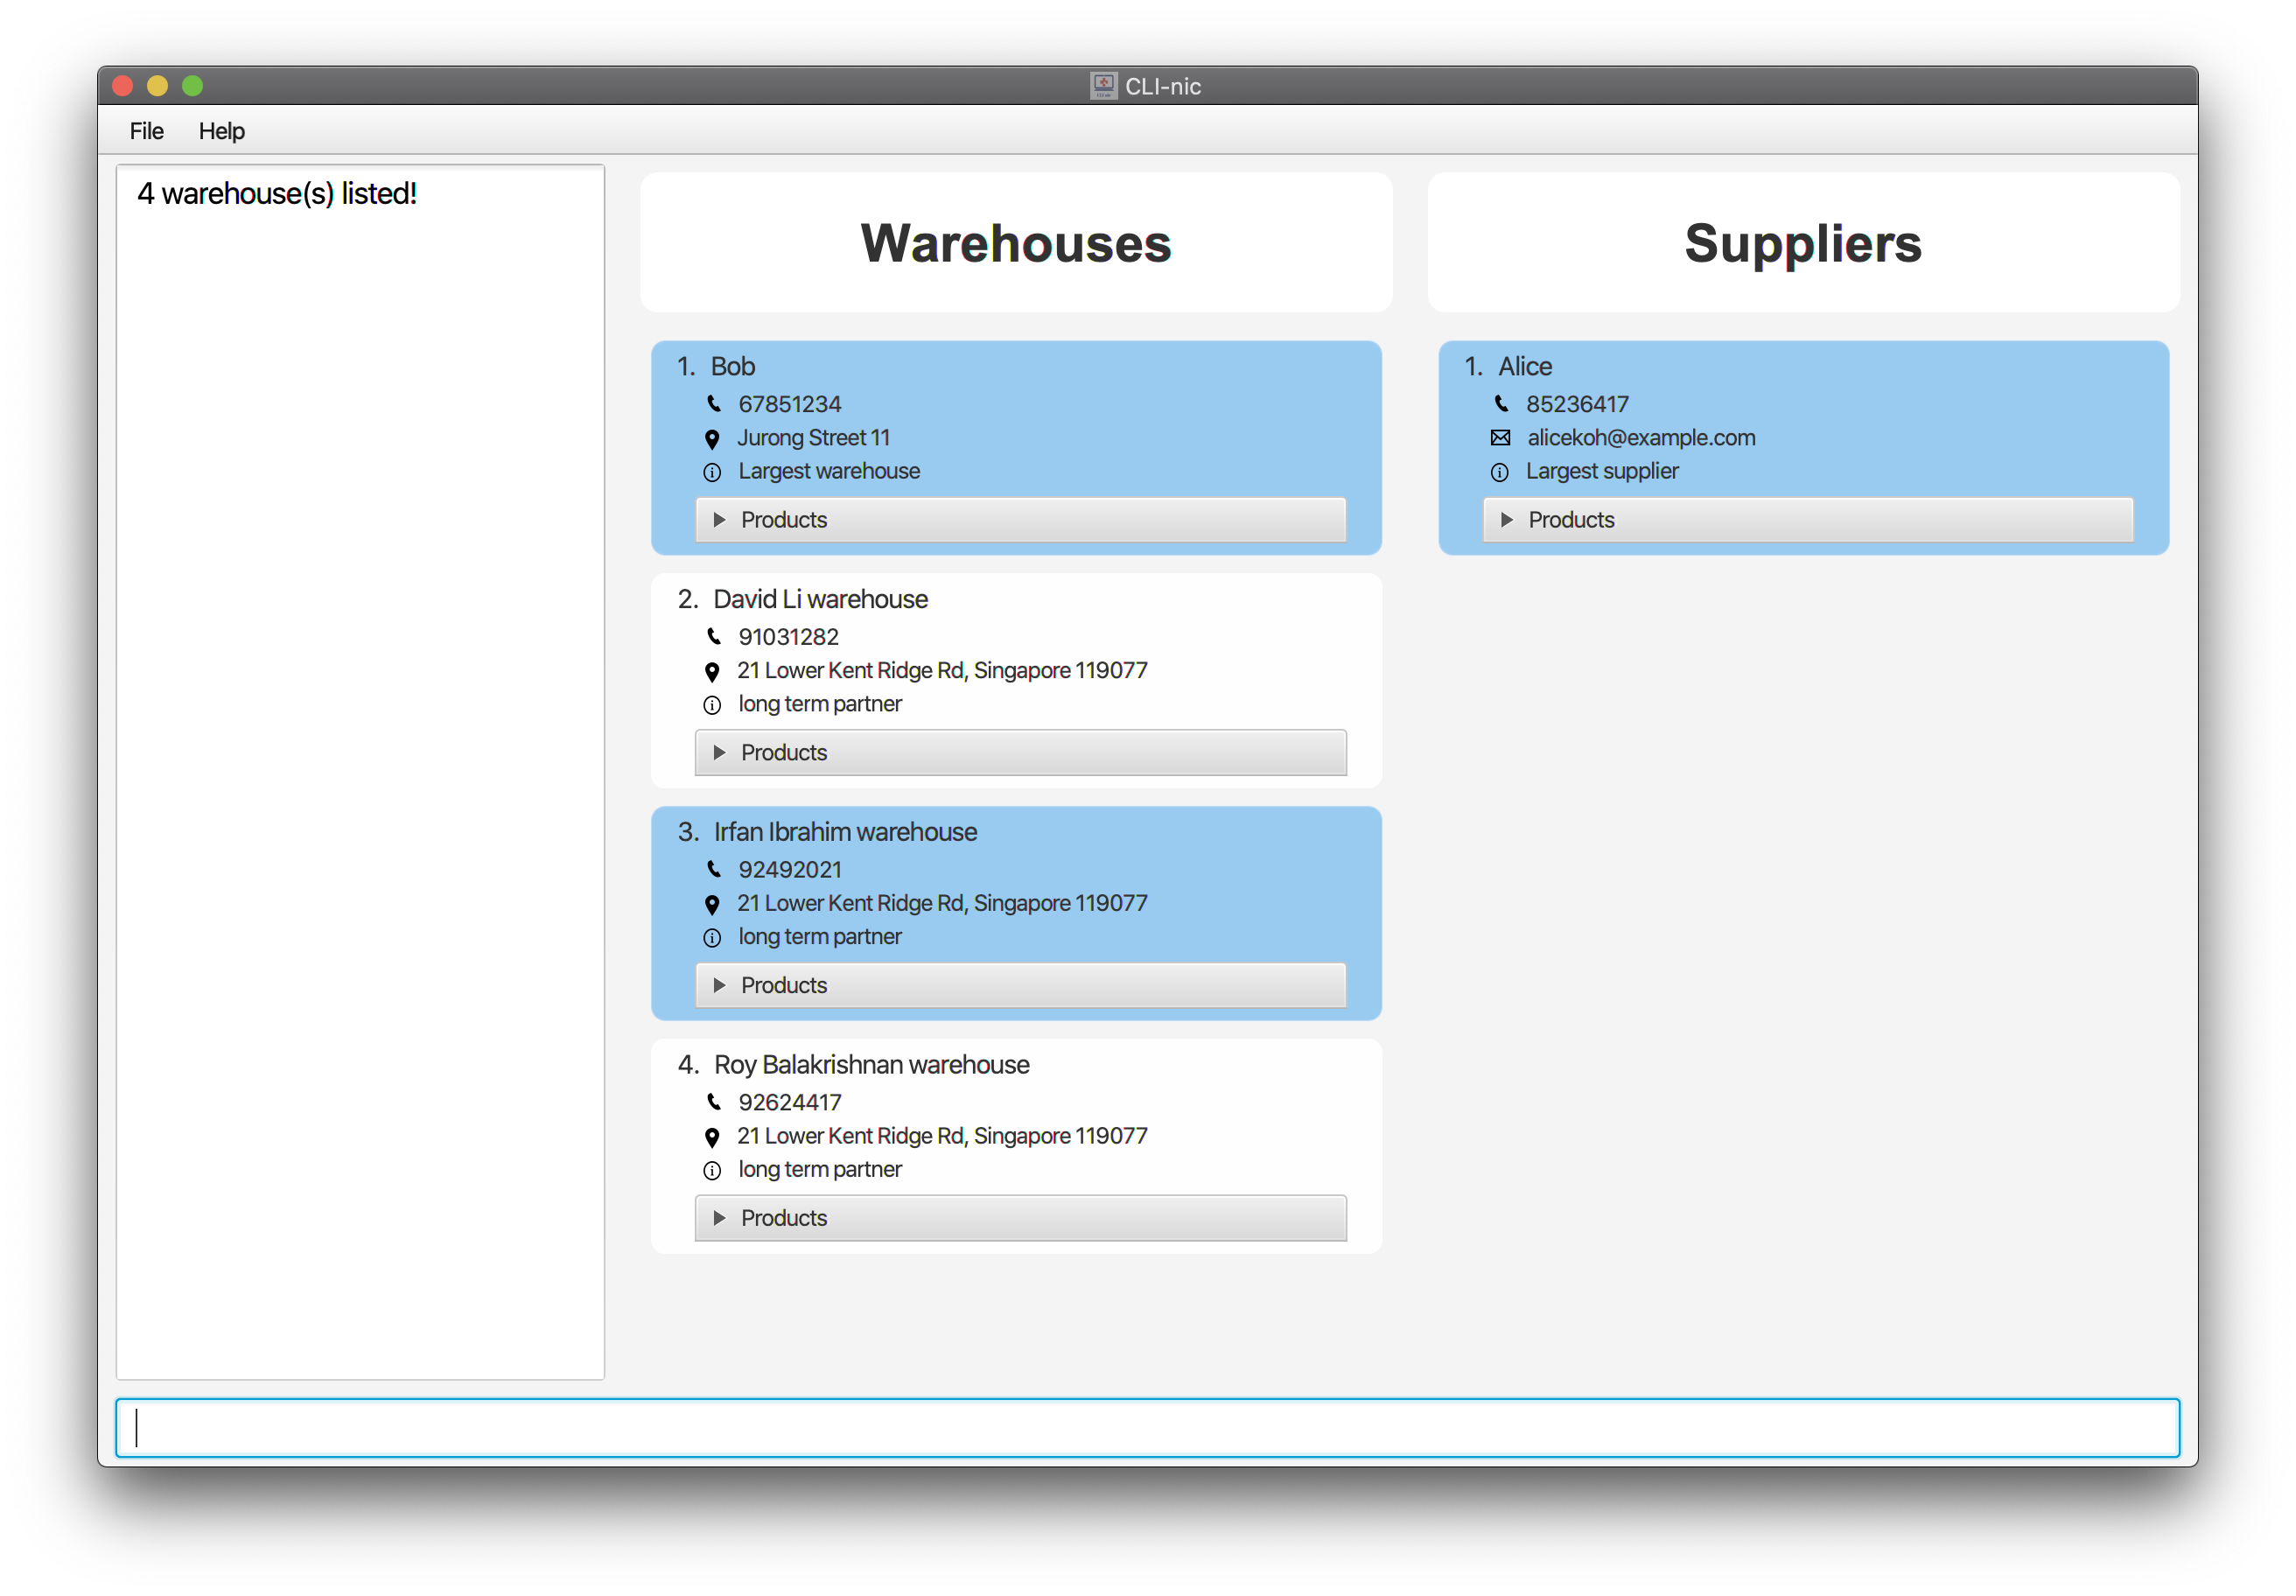 CLI-nic
File Help
4 warehouse(s) listed!
Warehouses
1. Bob
67851234
Jurong Street 11
Largest warehouse
Products
2. David Li warehouse
91031282
21 Lower Kent Ridge Rd, Singapore 119077
long term partner
Products
3. Irfan Ibrahim warehouse
92492021
21 Lower Kent Ridge Rd, Singapore 119077
long term partner
Products
4. Roy Balakrishnan warehouse
92624417
21 Lower Kent Ridge Rd, Singapore 119077
long term partner
Products
Suppliers
1. Alice
85236417
alicekoh@example.com
Largest supplier
Products